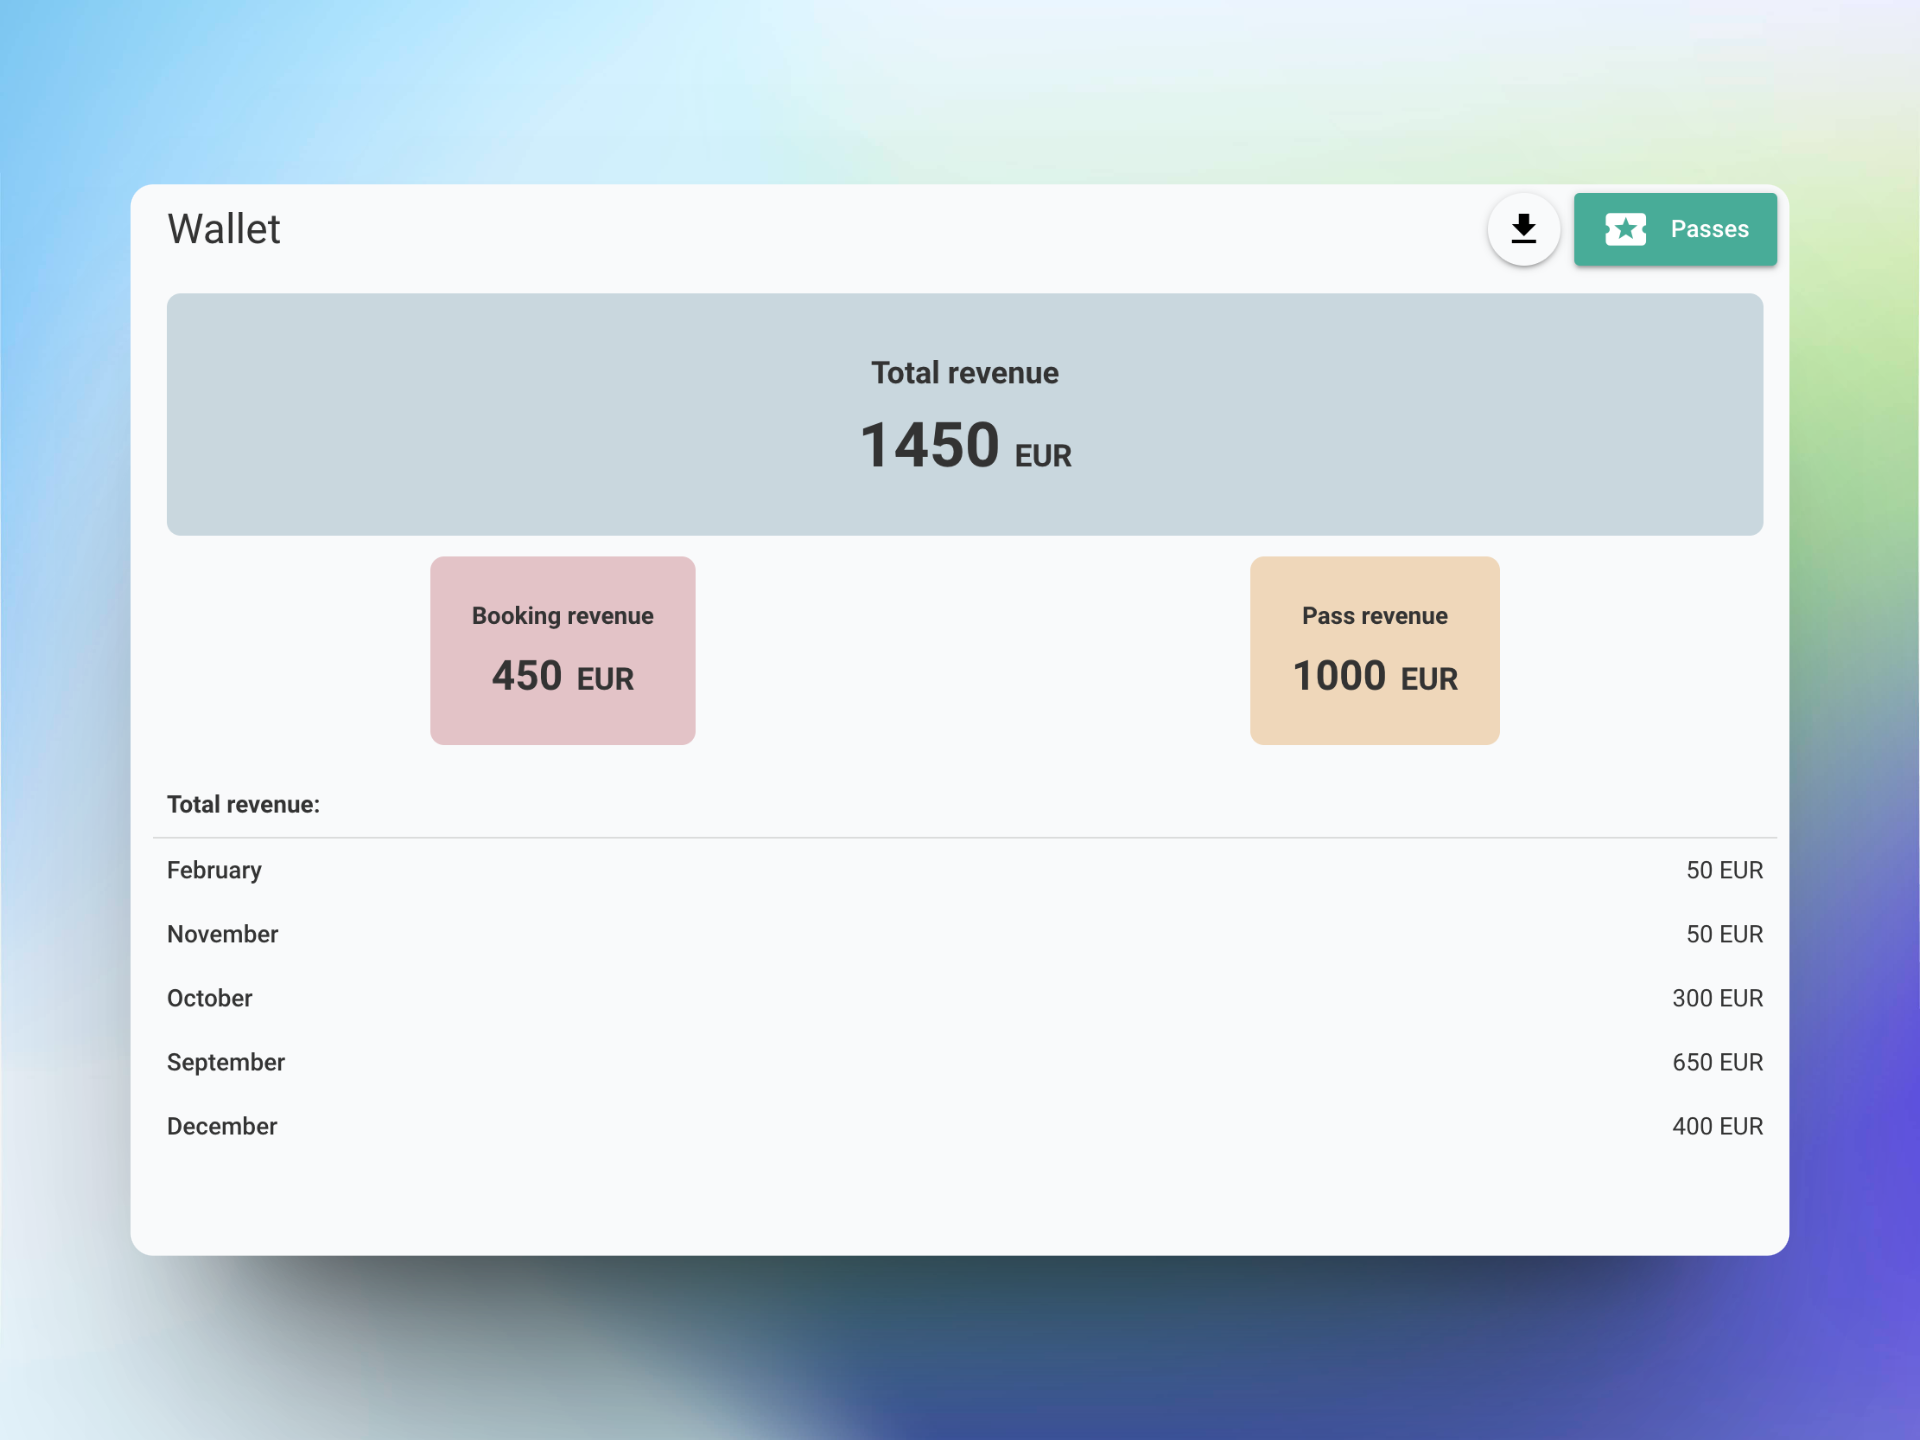 Wallet
Passes
Total revenue
1450 EUR
Booking revenue
450 EUR
Pass revenue
1000 EUR
Total revenue:
February 50 EUR
November 50 EUR
October 300 EUR
September 650 EUR
December 400 EUR